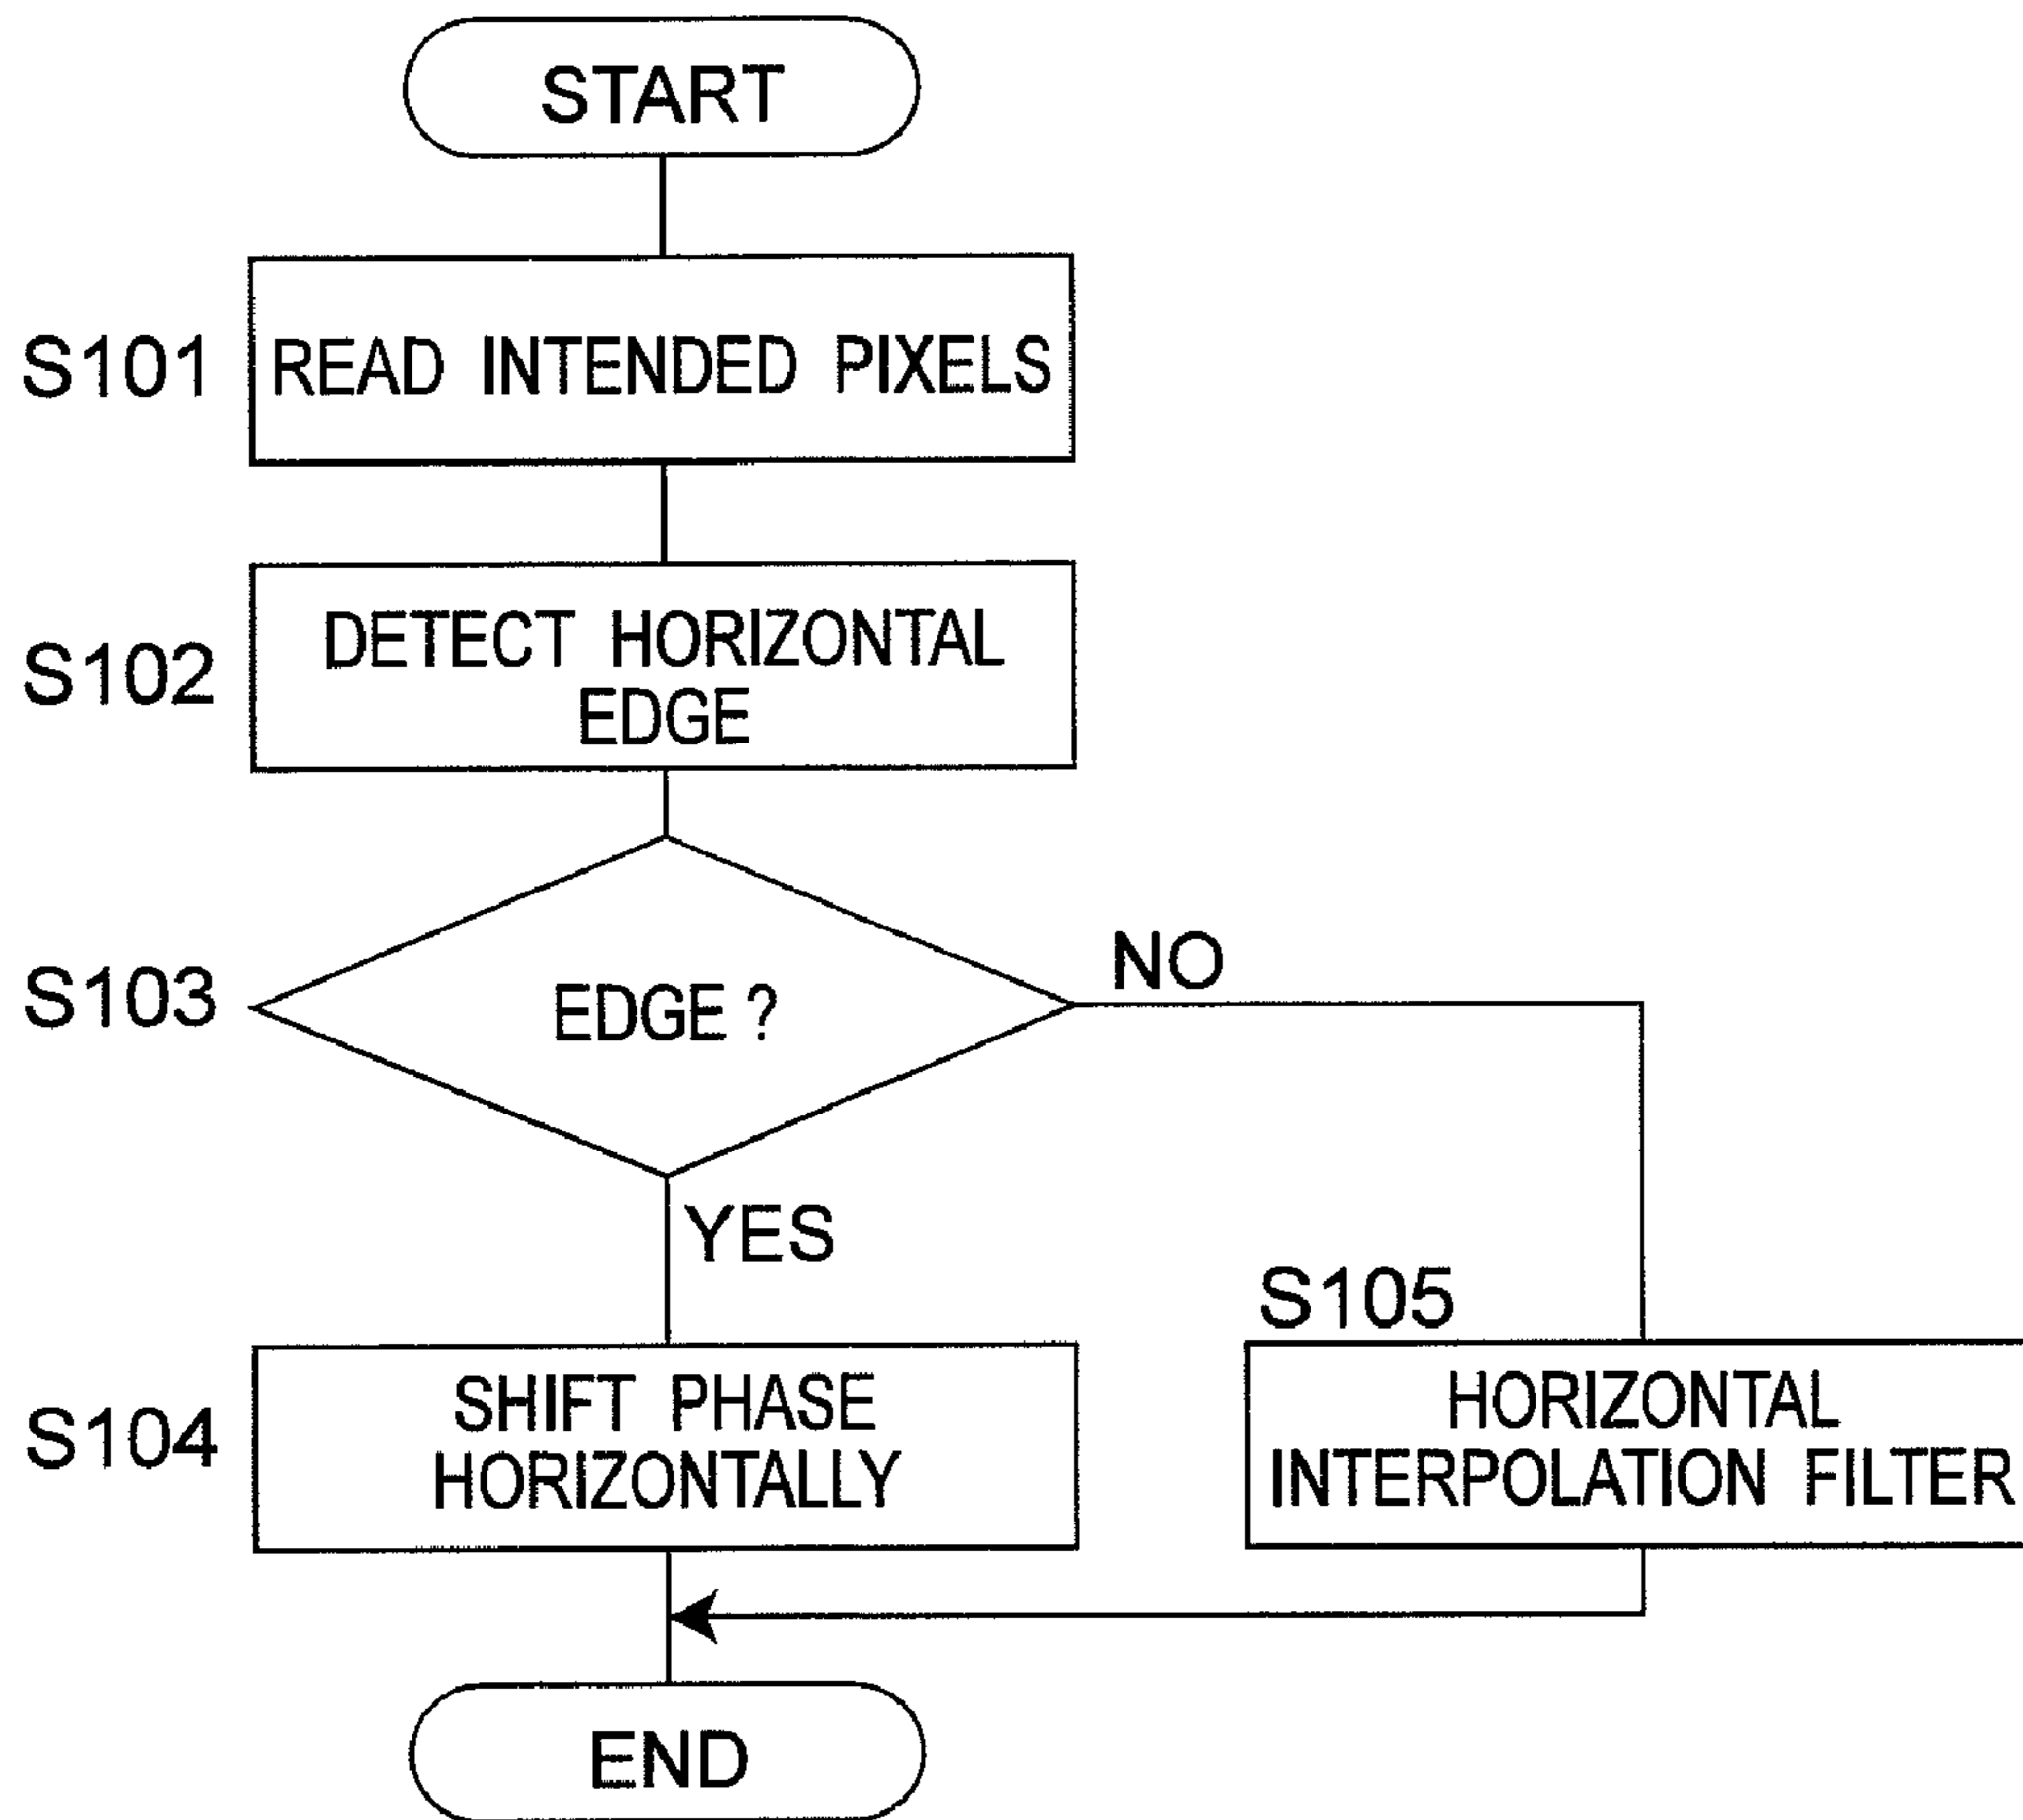 START
S101
READ INTENDED PIXELS
S102
DETECT HORIZONTAL
EDGE
S103
EDGE ?
NO
YES
S104
SHIFT PHASE
HORIZONTALLY
S105
HORIZONTAL
INTERPOLATION FILTER
END